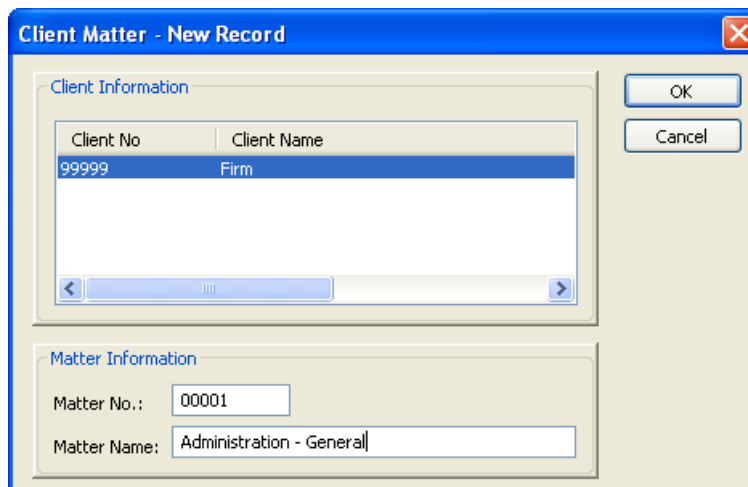 Client Matter - New Record
Client Information
OK
Client No Client Name
Cancel
99999 Firm
Matter Information
Matter No.: 00001
Matter Name: Administration - General